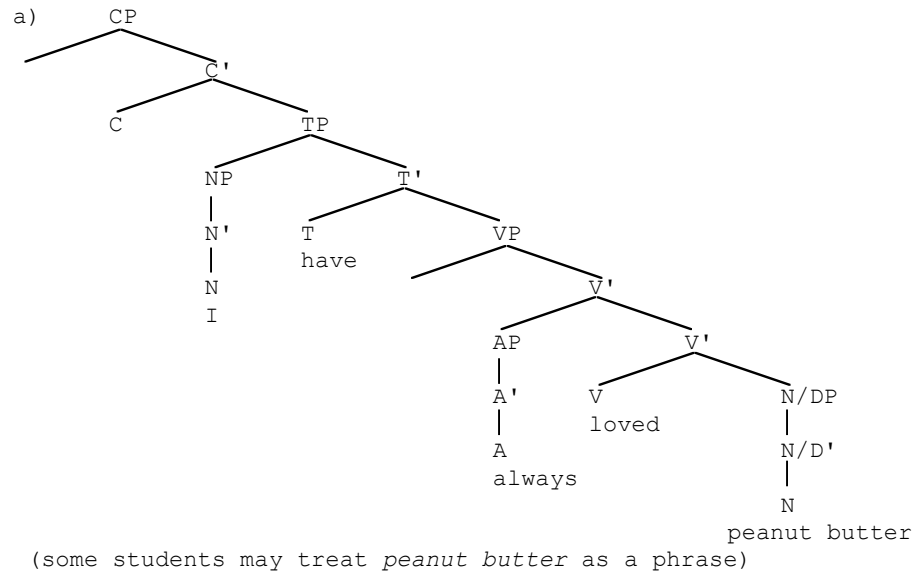 a) CP
C'
C TP
NP T'
N' T VP
have
N V'
I
AP V'
A' V N/DP
loved
A N/D'
always
N
peanut butter
(some students may treat peanut butter as a phrase)